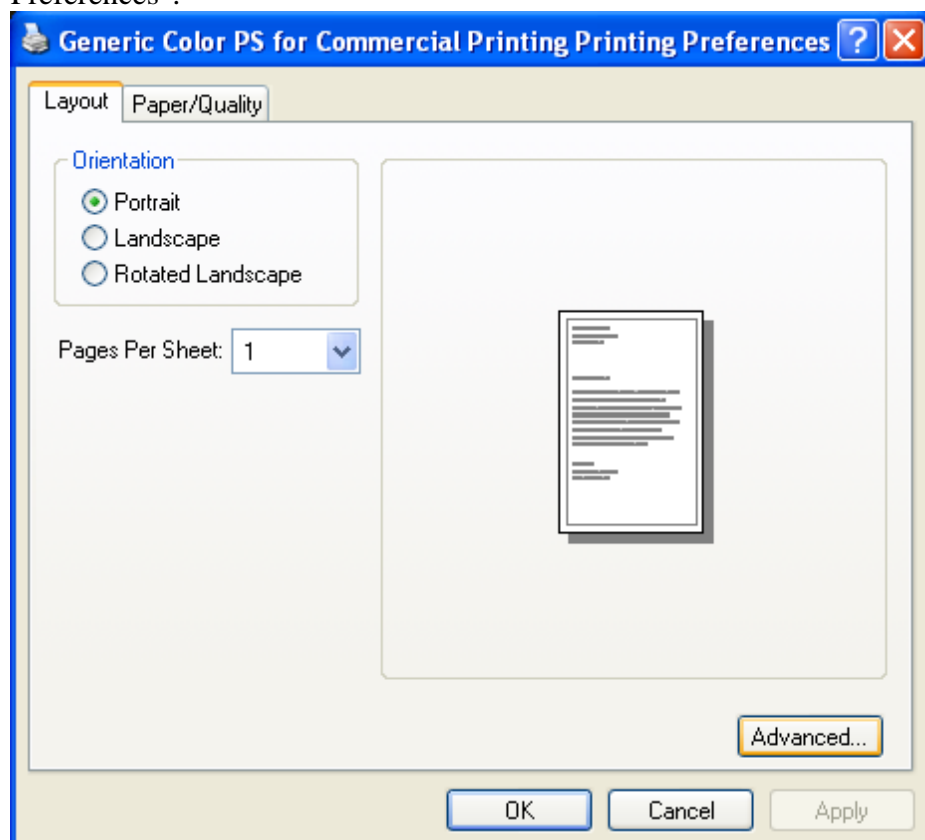 Preferences".
Generic Color PS for Commercial Printing Printing Preferences
Layout
Paper/Quality
Orientation
Portrait
Landscape
Rotated Landscape
Pages Per Sheet: 1
Advanced...
OK
Cancel
Apply